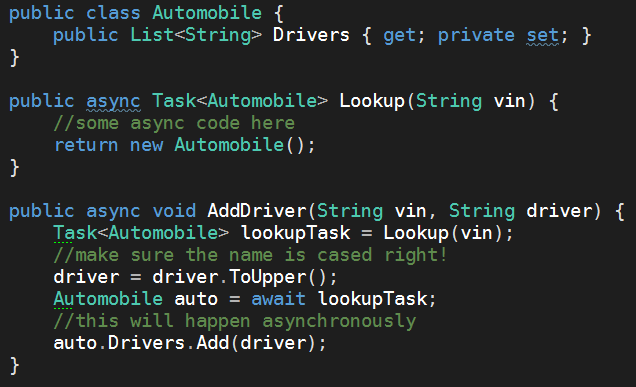 public class Automobile {
    public List<String> Drivers { get; private set; }
}

public async Task<Automobile> Lookup(String vin) {
    //some async code here
    return new Automobile();
}

public async void AddDriver(String vin, String driver) {
    Task<Automobile> lookupTask = Lookup(vin);
    //make sure the name is cased right!
    driver = driver.ToUpper();
    Automobile auto = await lookupTask;
    //this will happen asynchronously
    auto.Drivers.Add(driver);
}